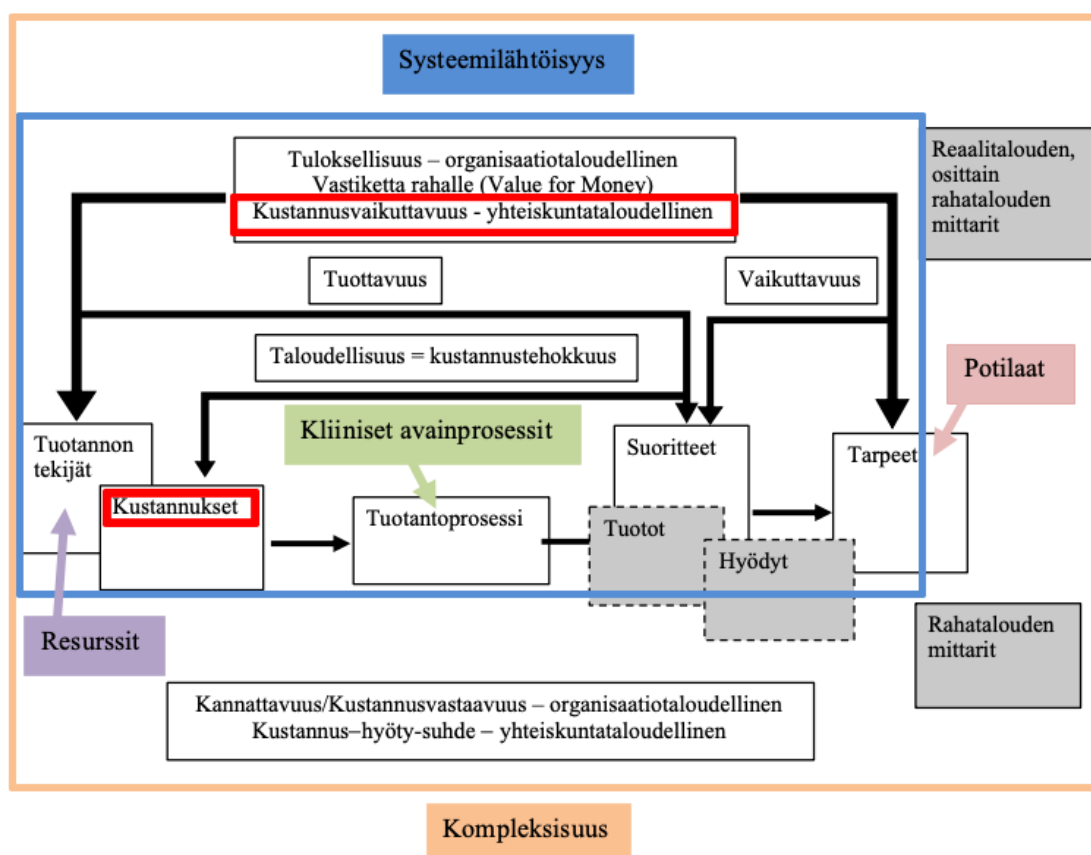 Systeemilähtöisyys
Tuloksellisuus – organisaatiotaloudellinen
Vastiketta rahalle (Value for Money)
Kustannusvaikuttavuus - yhteiskuntataloudellinen
Reaalitalouden,
osittain
rahatalouden
mittarit
Tuottavuus
Vaikuttavuus
Taloudellisuus = kustannustehokkuus
Potilaat
Kliiniset avainprosessit
Tuotannon
tekijät
Suoritteet
Tarpeet
Kustannukset
Tuotantoprosessi
Tuotot
Hyödyt
Resurssit
Rahatalouden
mittarit
Kannattavuus/Kustannusvastaavuus – organisaatiotaloudellinen
Kustannus–hyöty-suhde – yhteiskuntataloudellinen
Kompleksisuus